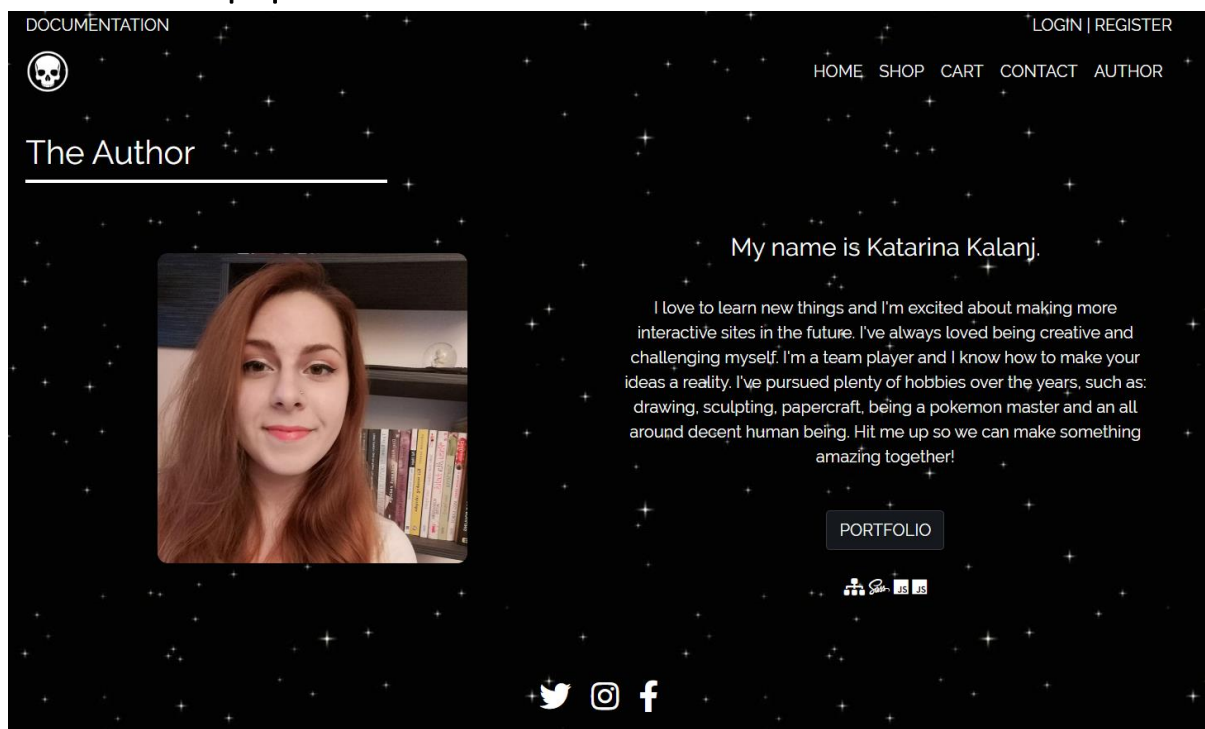 DOCUMENTATION
LOGIN | REGISTER
HOME SHOP CART CONTACT AUTHOR
The Author
My name is Katarina Kalanj.
I love to learn new things and I'm excited about making more
interactive sites in the future. I've always loved being creative and
challenging myself. I'm a team player and I know how to make your
ideas a reality. I've pursued plenty of hobbies over the years, such as:
drawing, sculpting, papercraft, being a pokemon master and an all
around decent human being. Hit me up so we can make something
amazing together!
PORTFOLIO
Sass JS JS